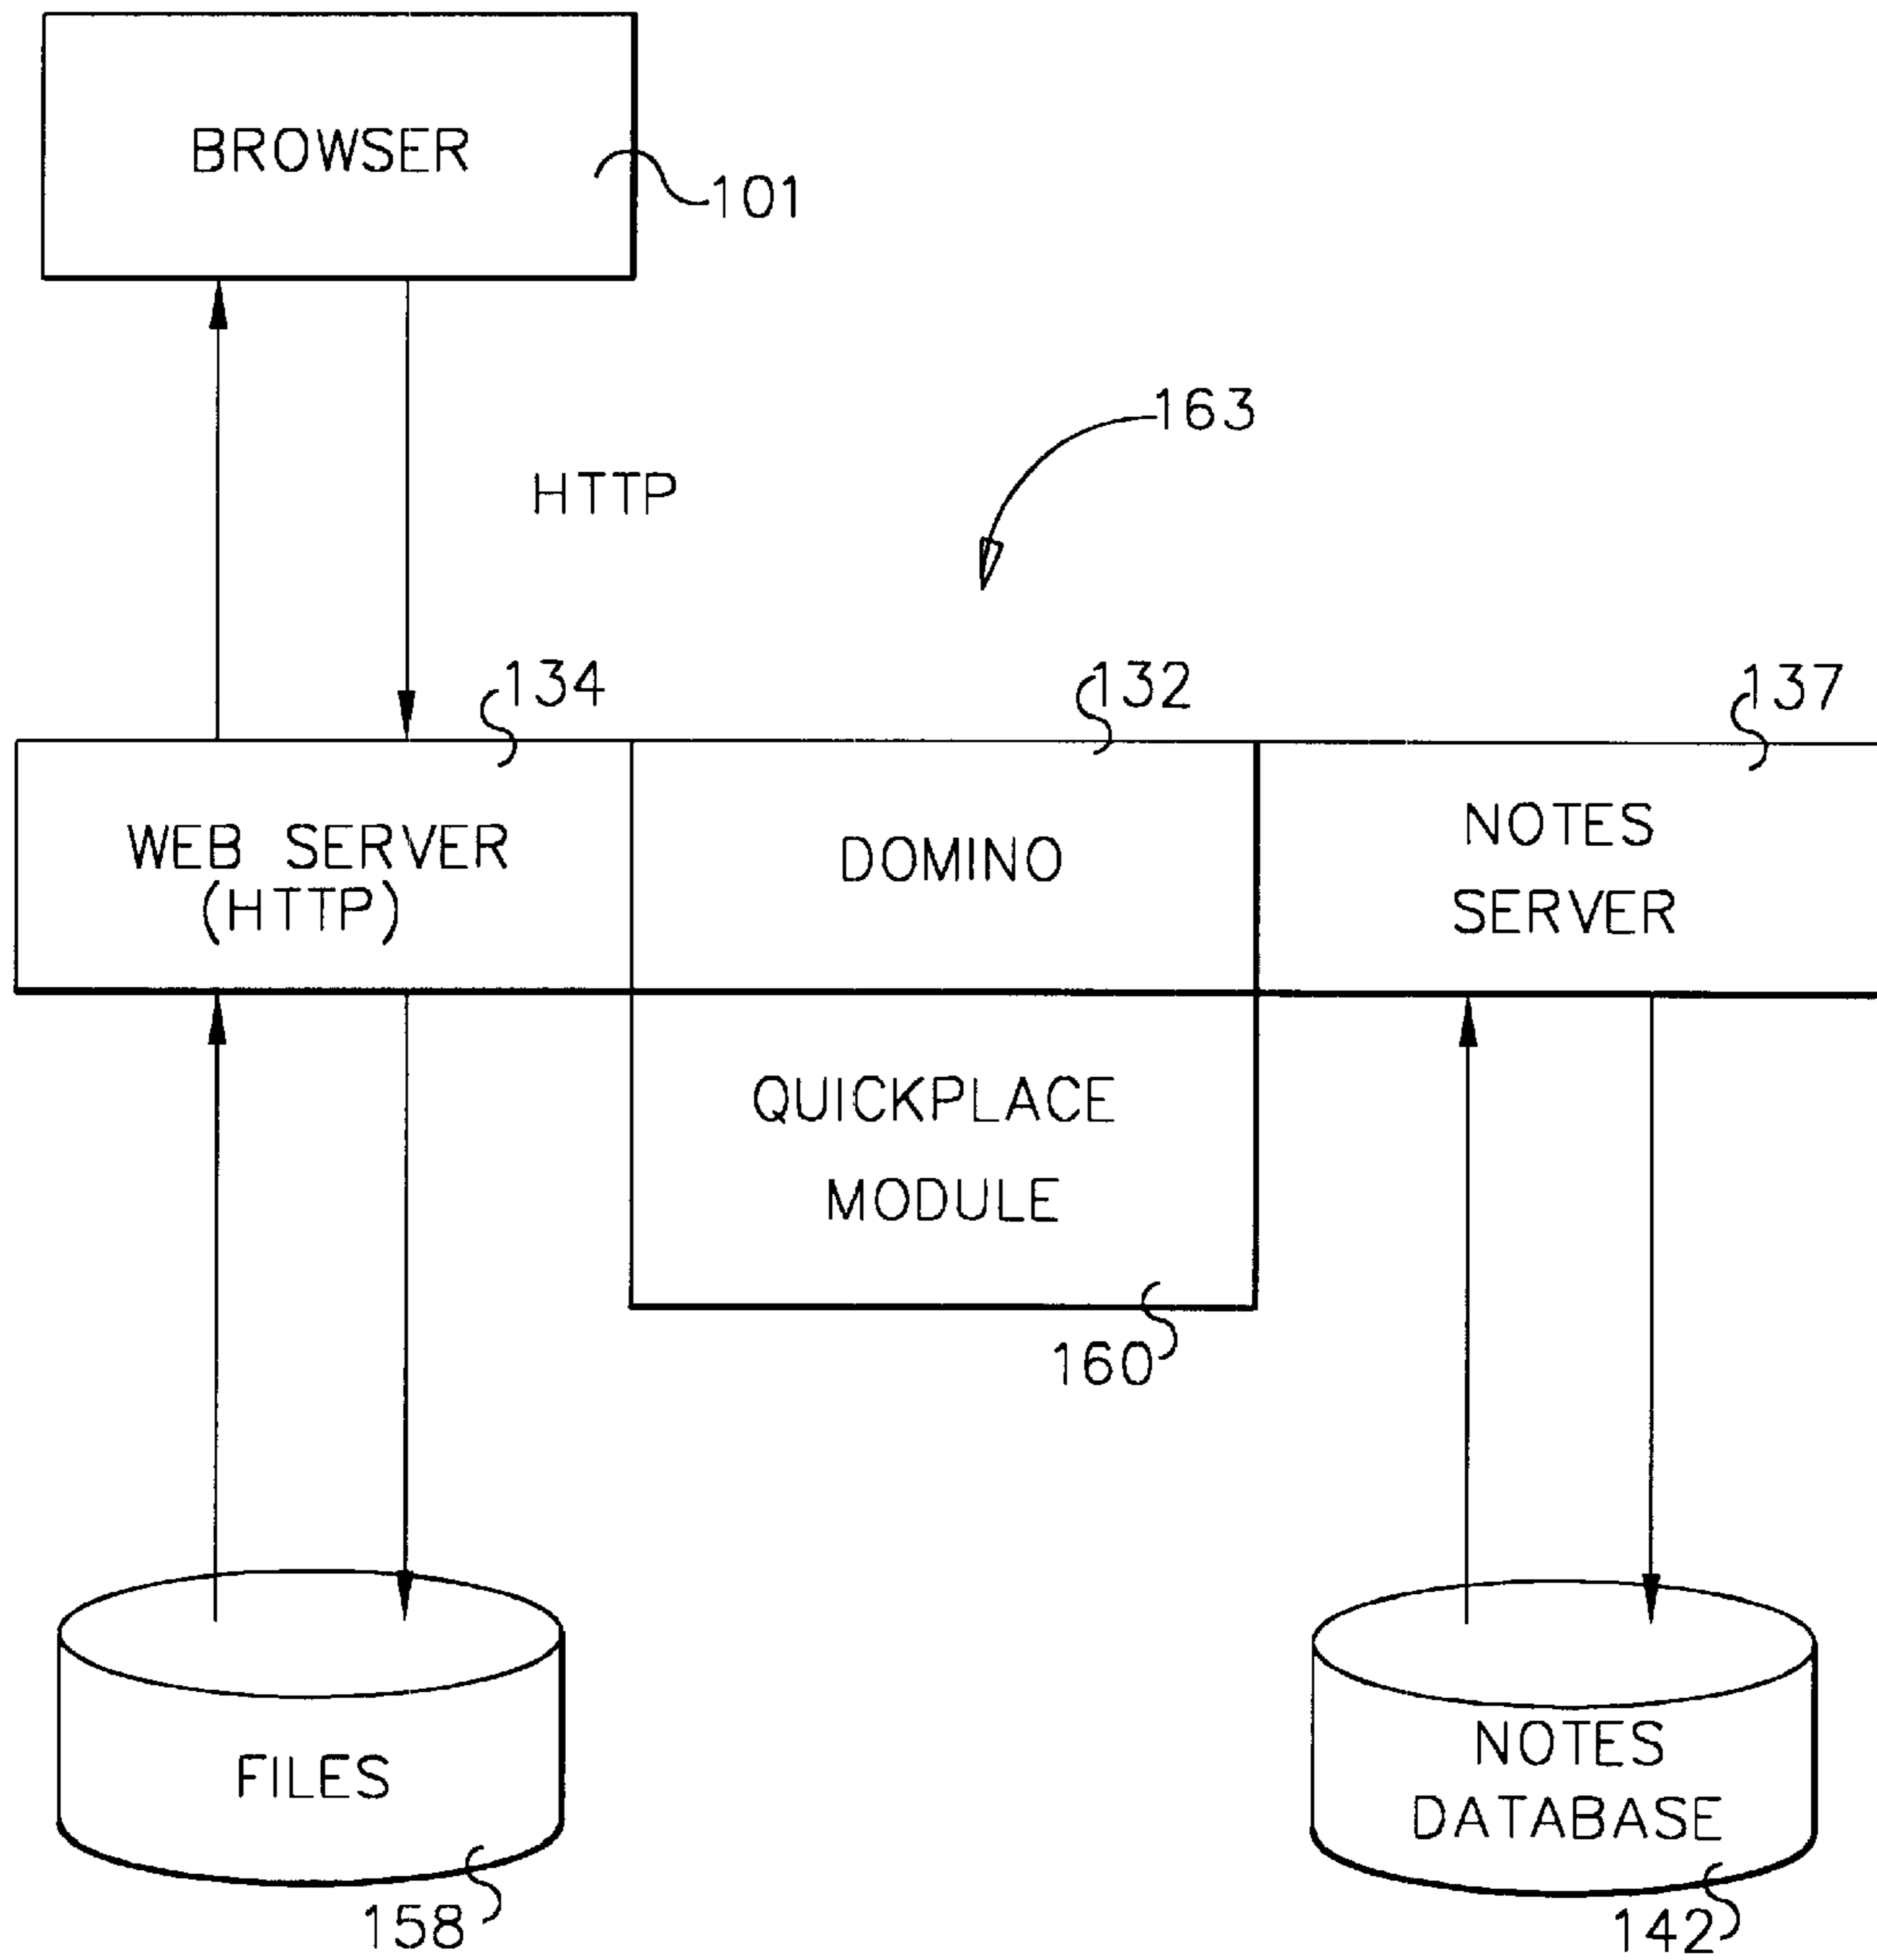 BROWSER
101
163
HTTP
134
132
137
WEB SERVER
(HTTP)
DOMINO
NOTES
SERVER
QUICKPLACE
MODULE
160
FILES
NOTES
DATABASE
158
142